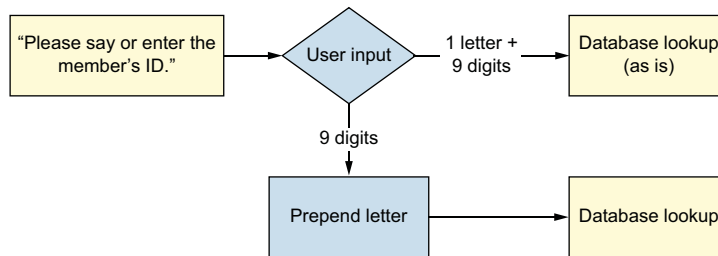 “Please say or enter the
member’s ID.”
User input
1 letter +
9 digits
Database lookup
(as is)
9 digits
Prepend letter
Database lookup